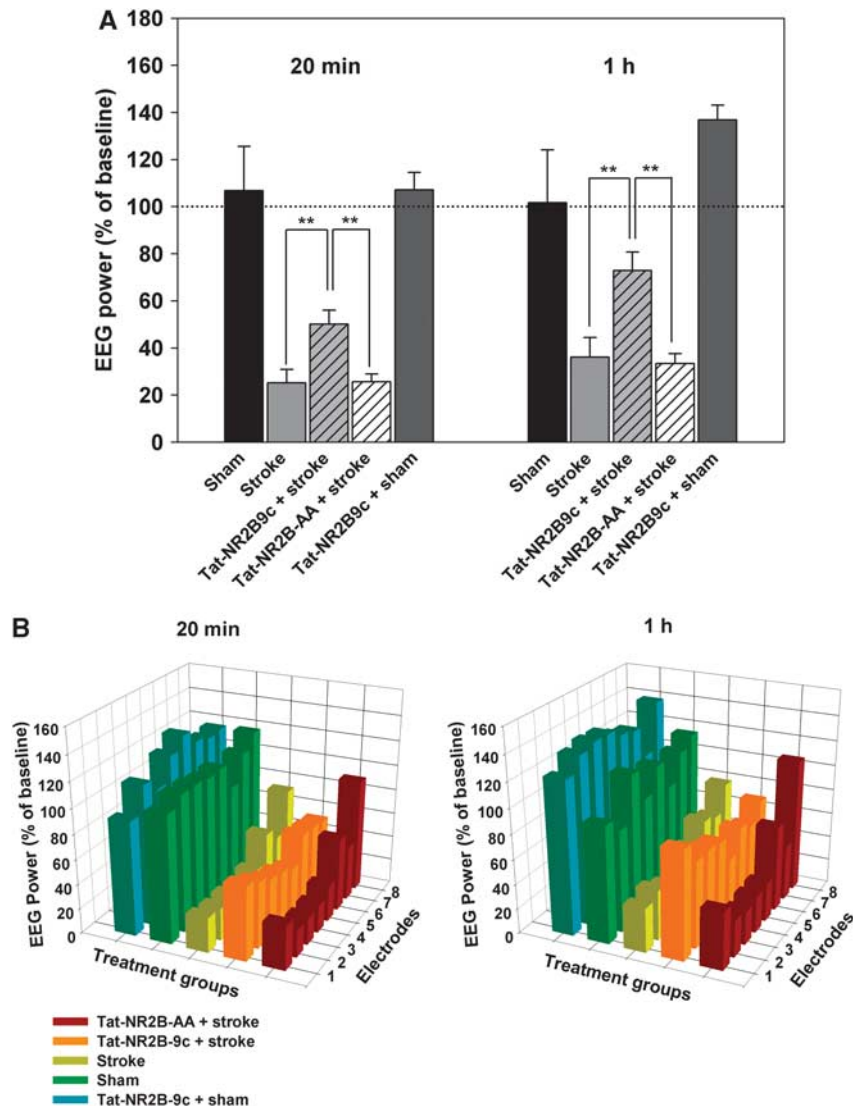 A
180
160
140
120
100
80
60
40
20
0
EEG power (% of baseline)
20 min
1 h
**
**
**
**
Sham
Stroke
Tat-NR2B9c + stroke
Tat-NR2B-AA + stroke
Tat-NR2B9c + sham
Sham
Stroke
Tat-NR2B9c + stroke
Tat-NR2B-AA + stroke
Tat-NR2B9c + sham
B
20 min
1 h
EEG Power (% of baseline)
160
140
120
100
80
60
40
20
0
Treatment groups
1 2 3 4 5 6 7 8
Electrodes
EEG Power (% of baseline)
160
140
120
100
80
60
40
20
0
Treatment groups
1 2 3 4 5 6 7 8
Electrodes
Tat-NR2B-AA + stroke
Tat-NR2B-9c + stroke
Stroke
Sham
Tat-NR2B-9c + sham